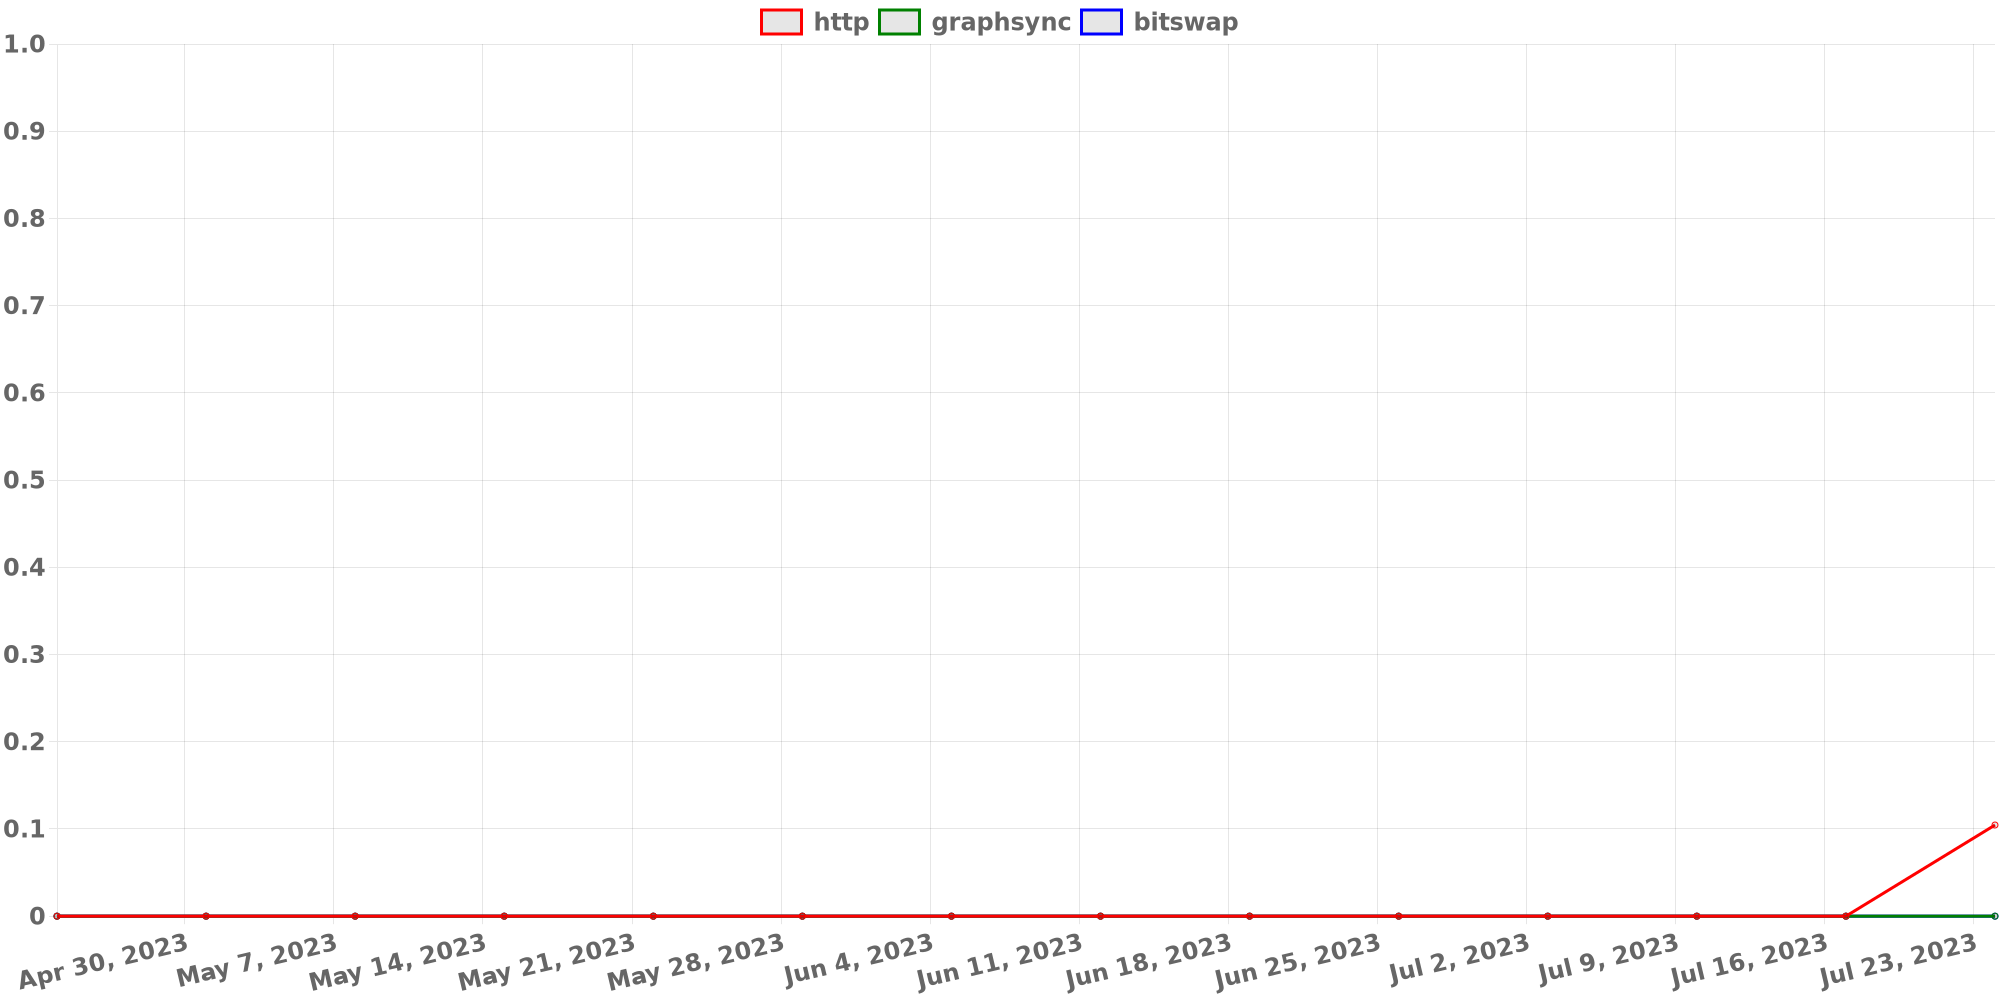 http graphsync bitswap
1.0
0.9
0.8
0.7
0.6
0.5
0.4
0.3
0.2
0.1
0
Apr 30, 2023
May 7, 2023
May 14, 2023
May 21, 2023
May 28, 2023
Jun 4, 2023
Jun 11, 2023
Jun 18, 2023
Jun 25, 2023
Jul 2, 2023
Jul 9, 2023
Jul 16, 2023
Jul 23, 2023